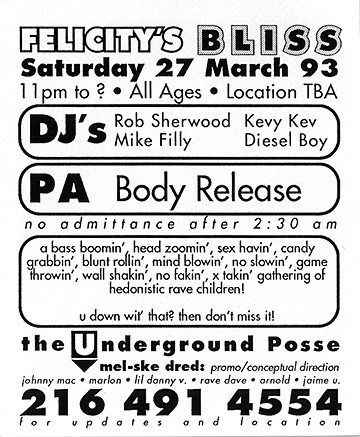 FELICITY'S BLISS
Saturday 27 March 93
11pm to ? • All Ages • Location TBA
DJ's
Rob Sherwood Kevy Kev
Mike Filly Diesel Boy
PA Body Release
no admittance after 2:30 am
a bass boomin', head zoomin', sex havin', candy
grabbin', blunt rollin', mind blowin', no slowin', game
throwin', wall shakin', no fakin', x takin' gathering of
hedonistic rave children!
u down wit' that? then don't miss it!
the Underground Posse
mel-ske dred: promo/conceptual direction
johnny mac • marlon • lil danny v. • rave dave • arnold • jaime u.
216 491 4554
for updates and location